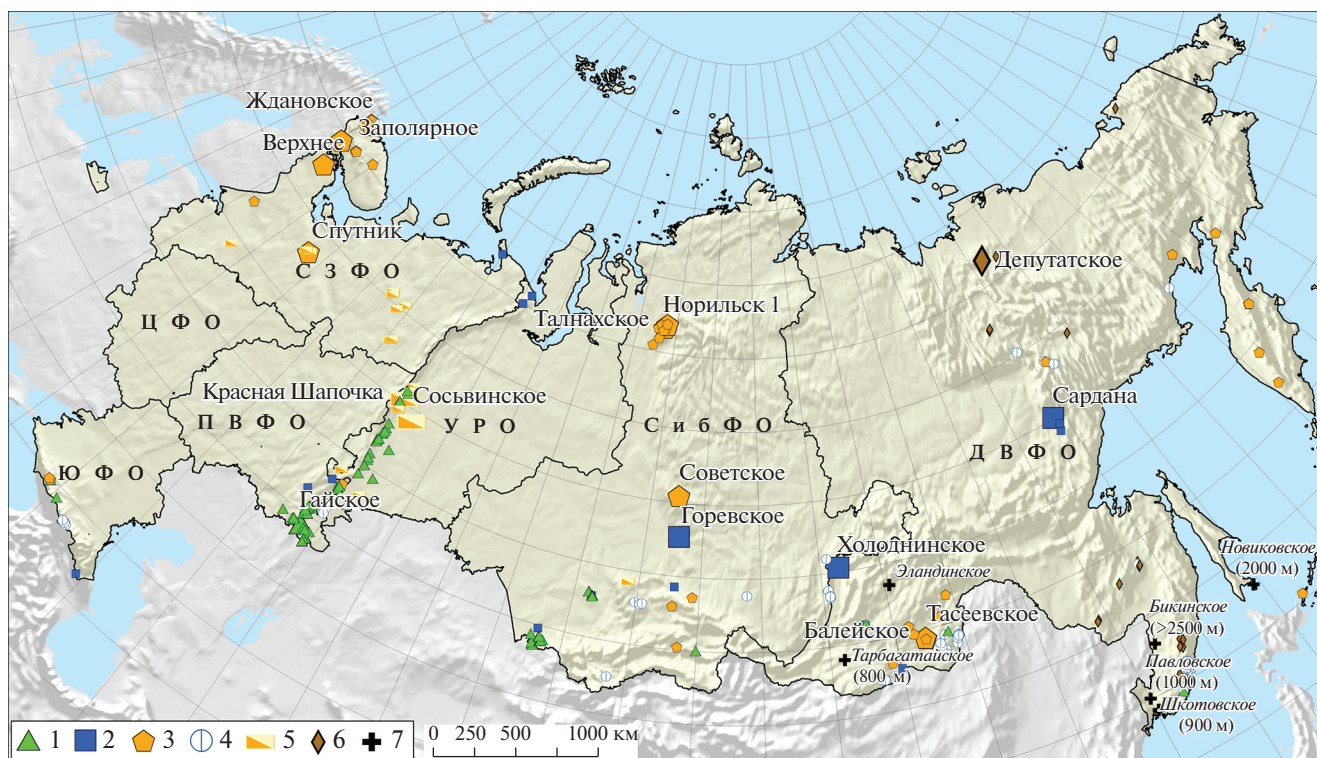 Ждановское
Заполярное
Верхнее
Спутник
С З Ф О
Депутатское
Норильск 1
Талнахское
Ц Ф О
Красная Шапочка
Сосьвинское
Сардана
П В Ф О
У Р О
С и б Ф О
Д В Ф О
Ю Ф О
Советское
Гайское
Горевское
Холоднинское
Новиковское
(2000 м)
Эландинское
Бикинское
(>2500 м)
Тасеевское
Балейское
Тарбагатайское
(800 м)
Павловское
(1000 м)
Шкотовское
(900 м)
1 2 3 4 5 6 7
0 250 500 1000 км